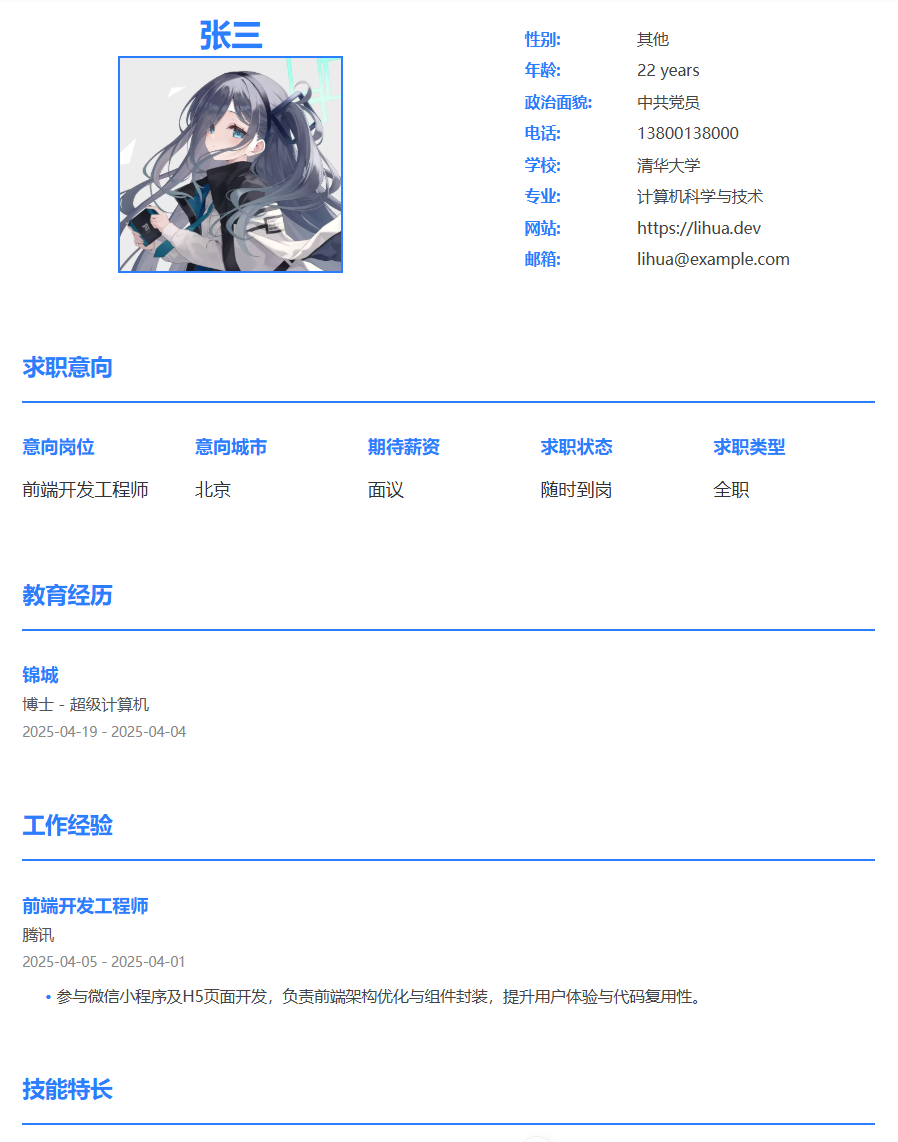 张三
性别: 其他
年龄: 22 years
政治面貌: 中共党员
电话: 13800138000
学校: 清华大学
专业: 计算机科学与技术
网站: https://lihua.dev
邮箱: lihua@example.com
求职意向
意向岗位 意向城市 期待薪资 求职状态 求职类型
前端开发工程师 北京 面议 随时到岗 全职
教育经历
锦城
博士 - 超级计算机
2025-04-19 - 2025-04-04
工作经验
前端开发工程师
腾讯
2025-04-05 - 2025-04-01
• 参与微信小程序及H5页面开发，负责前端架构优化与组件封装，提升用户体验与代码复用性。
技能特长